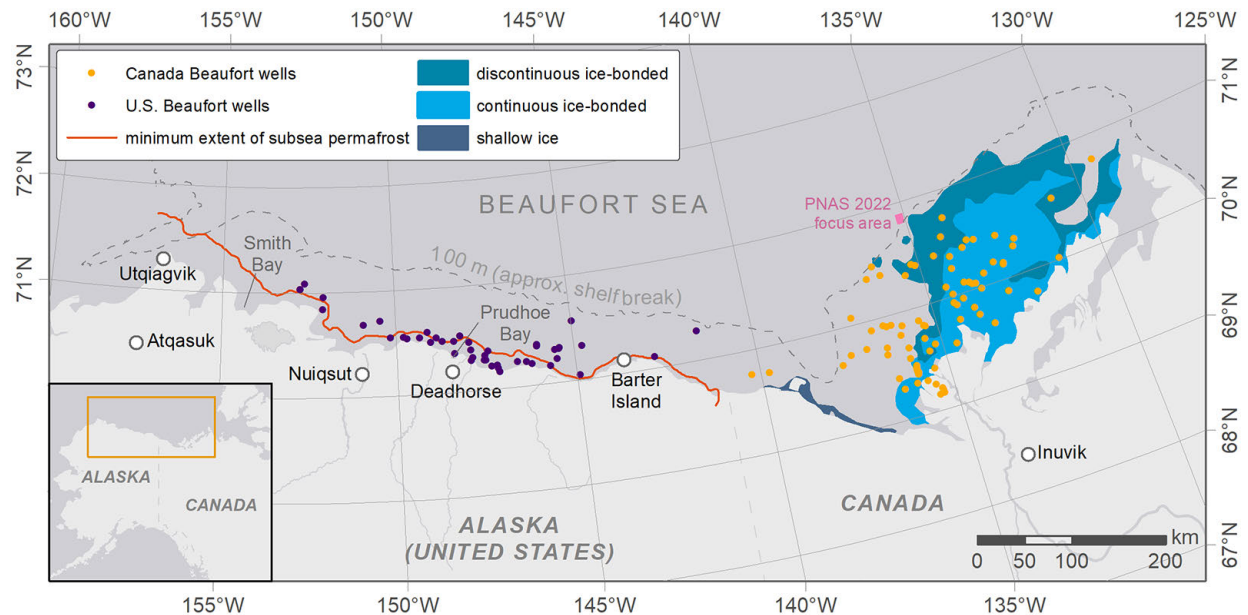 160°W 155°W 150°W 145°W 140°W 135°W 130°W 125°W
73°N
72°N
71°N
71°N
70°N
69°N
68°N
67°N
Canada Beaufort wells
U.S. Beaufort wells
minimum extent of subsea permafrost
discontinuous ice-bonded
continuous ice-bonded
shallow ice
BEAUFORT SEA
PNAS 2022
focus area
100 m (approx. shelf break)
Smith
Bay
Utqiagvik
Prudhoe
Bay
Atqasuk
Nuiqsut
Deadhorse
Barter
Island
Inuvik
ALASKA
CANADA
ALASKA
(UNITED STATES)
CANADA
km
0 50 100 200
155°W 150°W 145°W 140°W 135°W